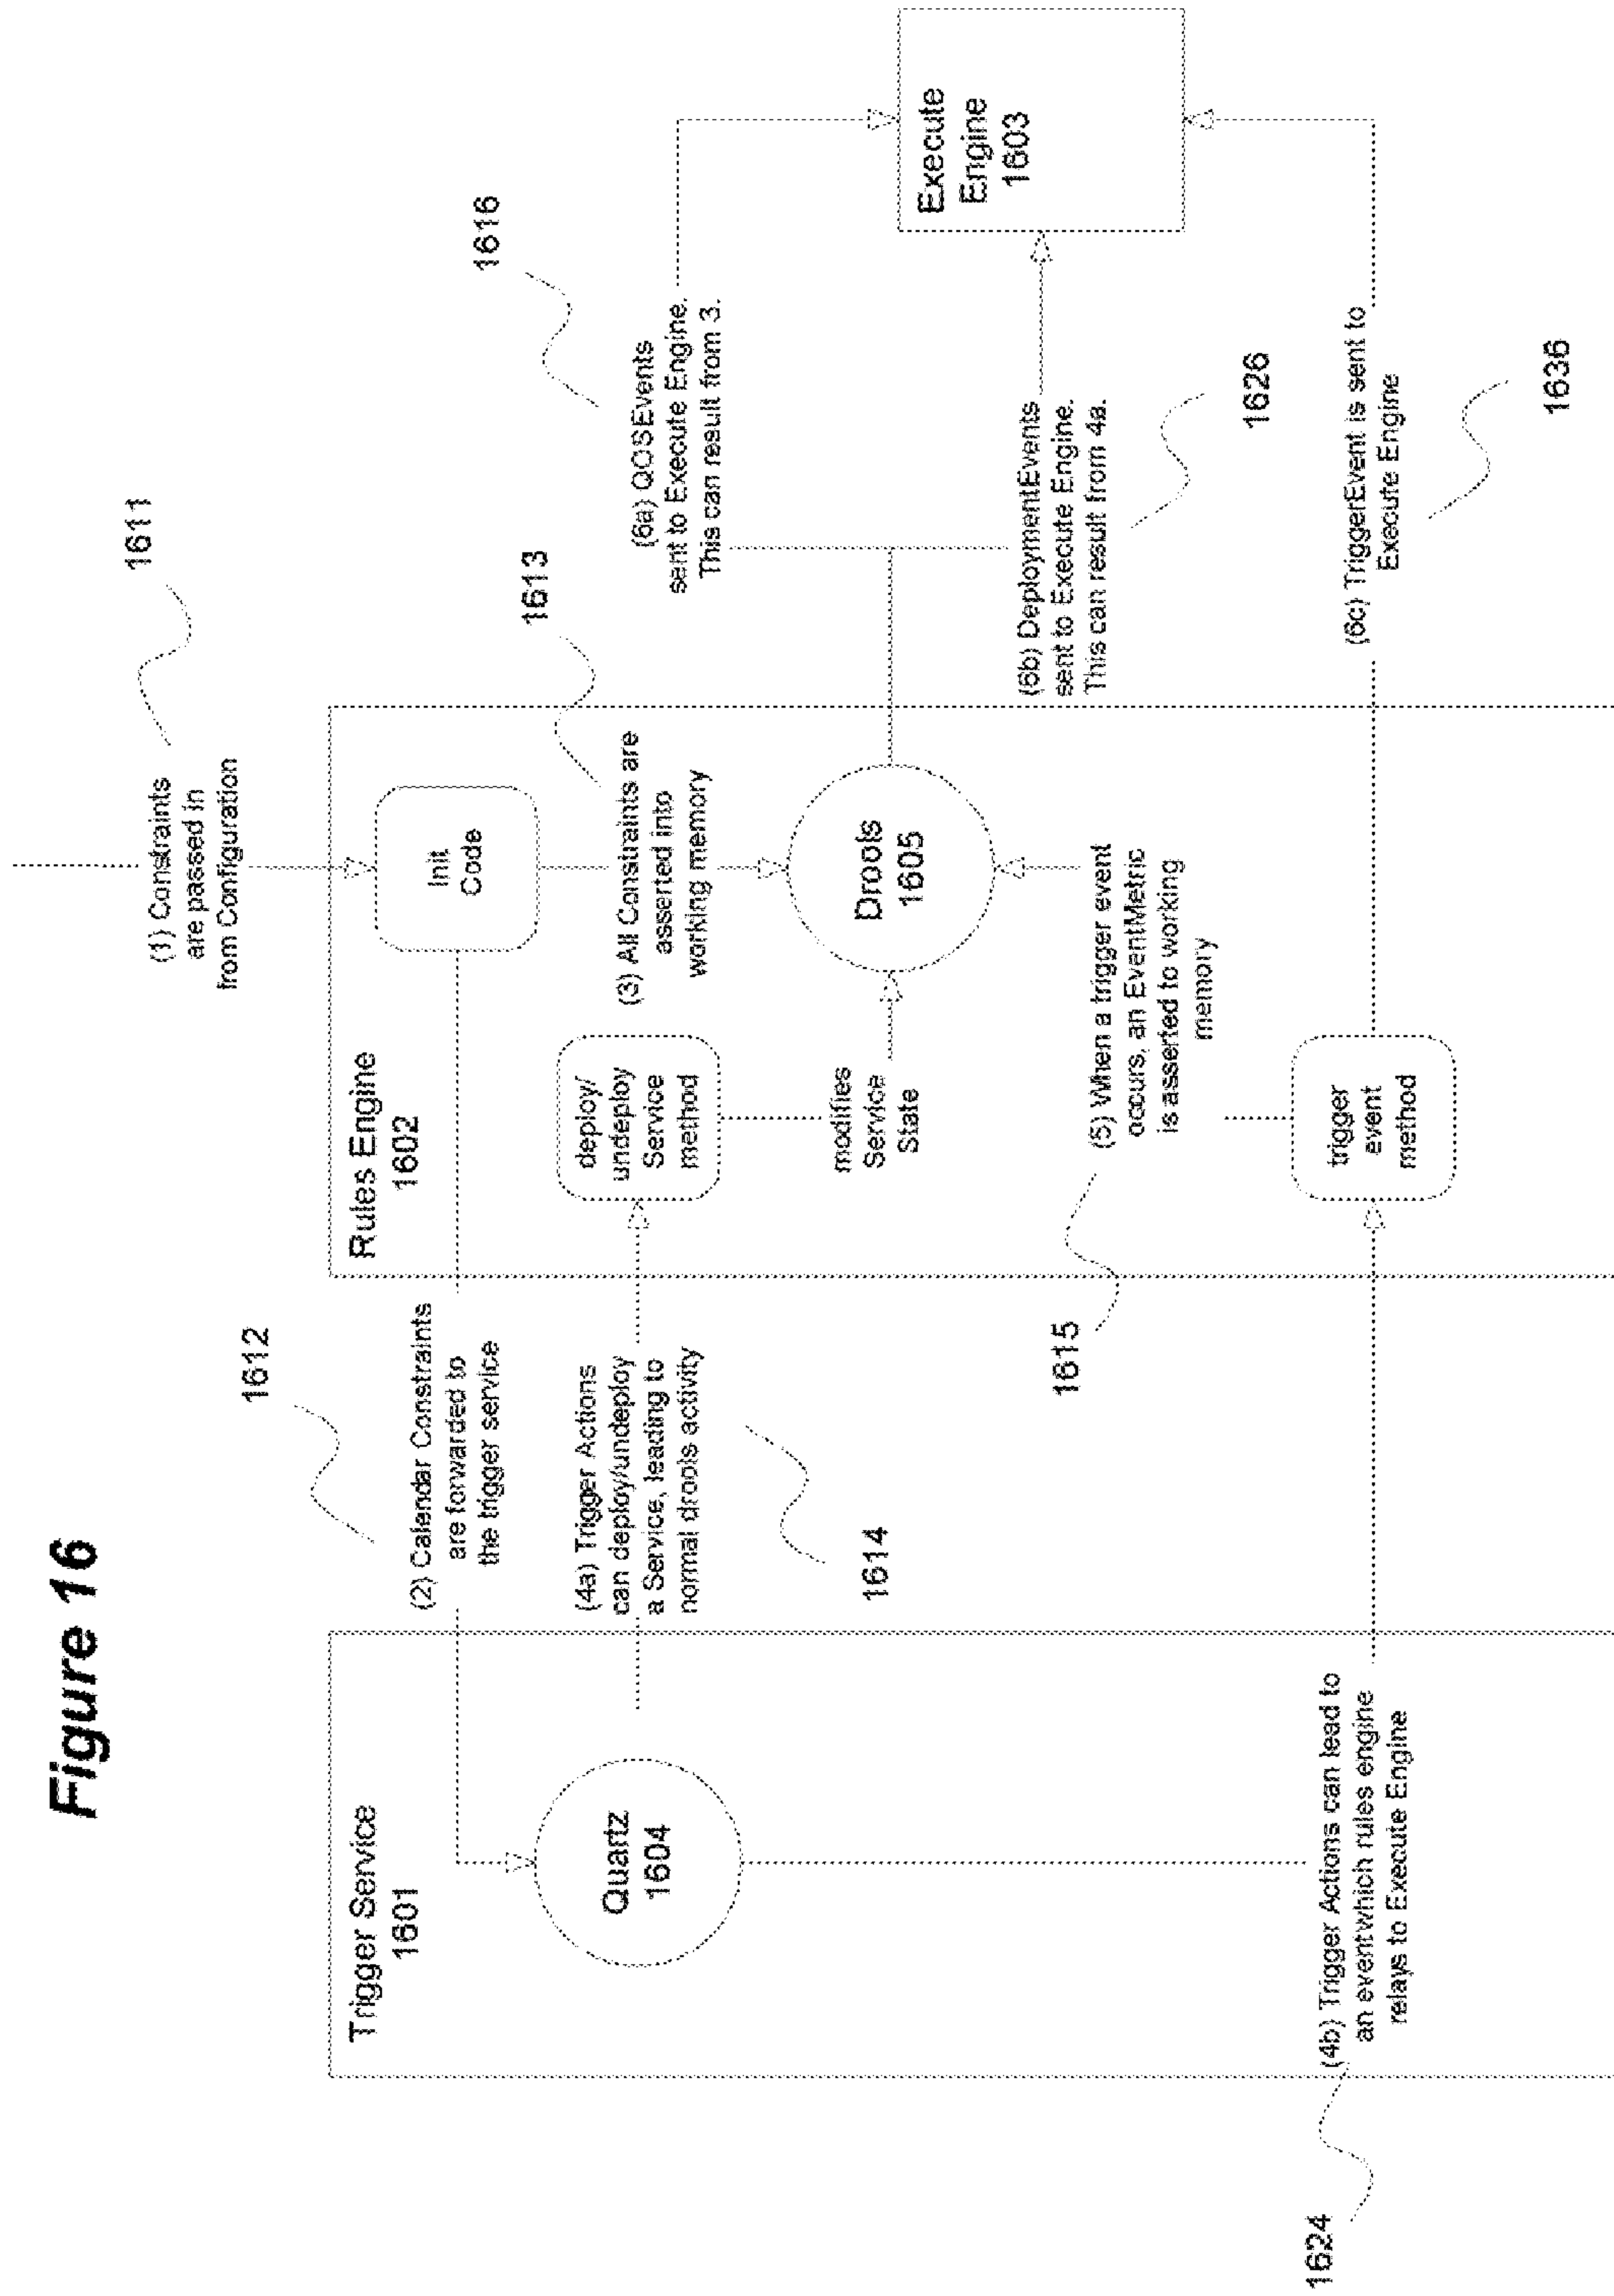 Figure 16
1611
(1) Constraints
are passed in
from Configuration
1612
(2) Calendar Constraints
are forwarded to
the trigger service
Trigger Service
1601
Quartz
1604
Rules Engine
1602
Init
Code
1613
(3) All Constraints are
asserted into
working memory
(4a) Trigger Actions
can deploy/undeploy
a Service, leading to
normal drools activity
1614
deploy/
undeploy
Service
method
modifies
Service
State
Drools
1605
1616
(6a) QOSEvents
sent to Execute Engine.
This can result from 3.
Execute
Engine
1603
(6b) DeploymentEvents
sent to Execute Engine.
This can result from 4a.
1626
1615
(5) When a trigger event
occurs, an EventMetric
is asserted to working
memory
1624
(4b) Trigger Actions can lead to
an eventwhich rules engine
relays to Execute Engine
trigger
event
method
(6c) TriggerEvent is sent to
Execute Engine
1636